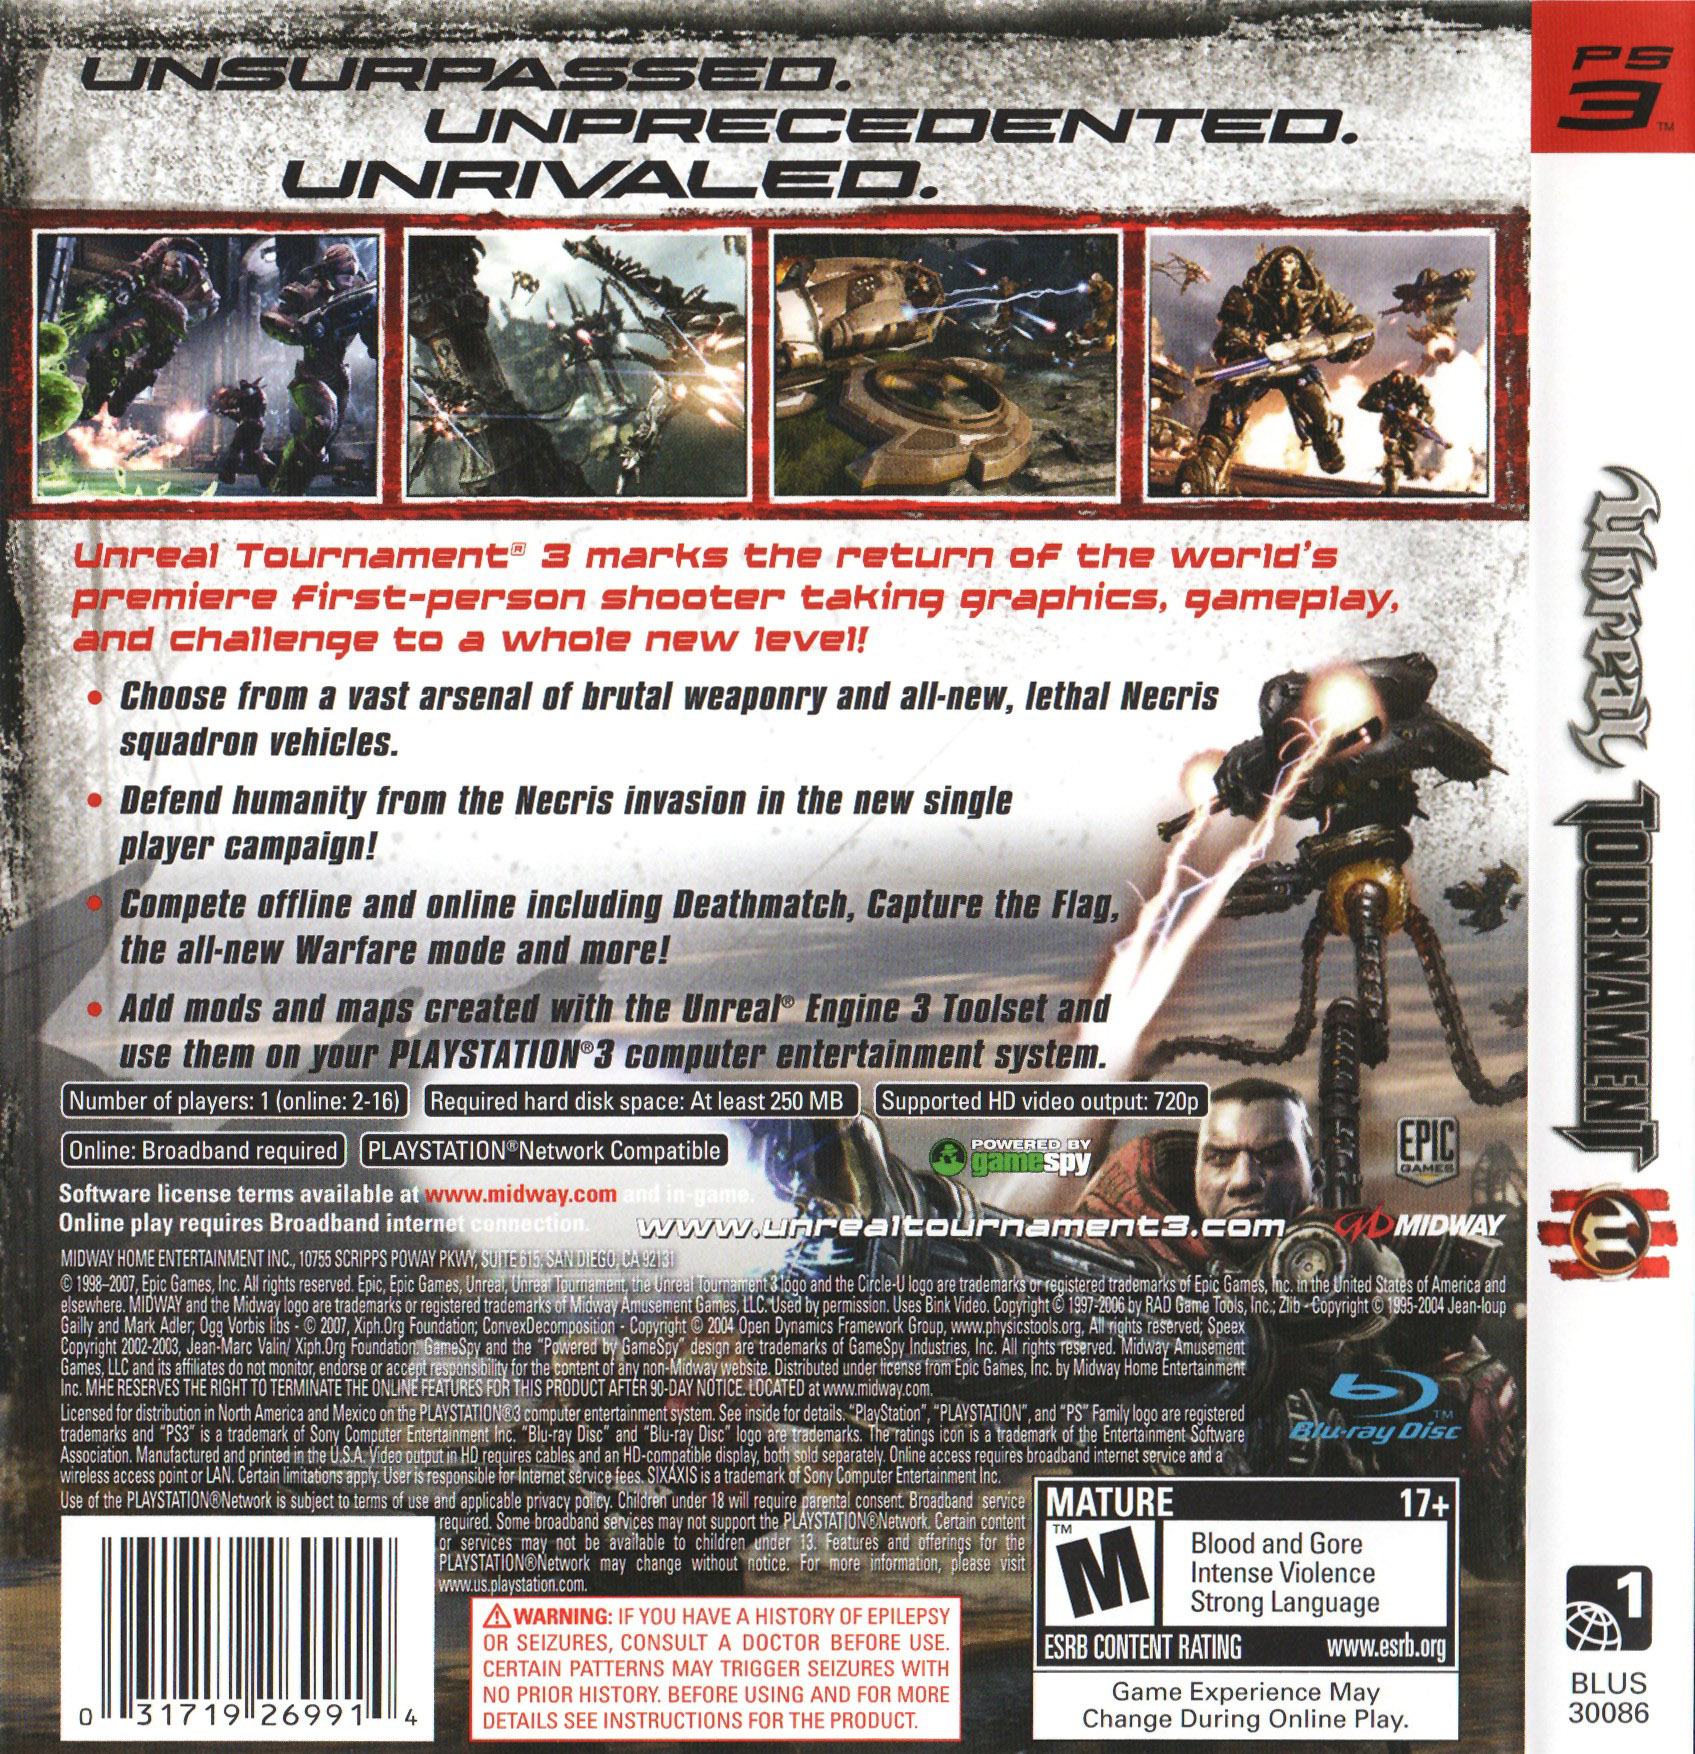 UNSURPASSED.
UNPRECEDENTED.
UNRIVALED.
Unreal Tournament® 3 marks the return of the world's
premiere first-person shooter taking graphics, gameplay,
and challenge to a whole new level!
• Choose from a vast arsenal of brutal weaponry and all-new, lethal Necris
squadron vehicles.
• Defend humanity from the Necris invasion in the new single
player campaign!
• Compete offline and online including Deathmatch, Capture the Flag,
the all-new Warfare mode and more!
• Add mods and maps created with the Unreal® Engine 3 Toolset and
use them on your PLAYSTATION®3 computer entertainment system.
Number of players: 1 (online: 2-16) Required hard disk space: At least 250 MB Supported HD video output: 720p
Online: Broadband required PLAYSTATION®Network Compatible
POWERED BY
gamespy
EPIC
GAMES
Software license terms available at www.midway.com and in-game.
Online play requires Broadband internet connection.
www.unrealtournament3.com
MIDWAY
MIDWAY HOME ENTERTAINMENT INC., 10755 SCRIPPS POWAY PKWY, SUITE 615, SAN DIEGO, CA 92131
© 1998–2007, Epic Games, Inc. All rights reserved. Epic, Epic Games, Unreal, Unreal Tournament, the Unreal Tournament 3 logo and the Circle-U logo are trademarks or registered trademarks of Epic Games, Inc. in the United States of America and
elsewhere. MIDWAY and the Midway logo are trademarks or registered trademarks of Midway Amusement Games, LLC. Used by permission. Uses Bink Video. Copyright © 1997-2006 by RAD Game Tools, Inc.; Zlib - Copyright © 1995-2004 Jean-loup
Gailly and Mark Adler; Ogg Vorbis libs - © 2007, Xiph.Org Foundation; ConvexDecomposition - Copyright © 2004 Open Dynamics Framework Group, www.physicstools.org, All rights reserved; Speex
Copyright 2002-2003, Jean-Marc Valin/ Xiph.Org Foundation. GameSpy and the "Powered by GameSpy" design are trademarks of GameSpy Industries, Inc. All rights reserved. Midway Amusement
Games, LLC and its affiliates do not monitor, endorse or accept responsibility for the content of any non-Midway website. Distributed under license from Epic Games, Inc. by Midway Home Entertainment
Inc. MHE RESERVES THE RIGHT TO TERMINATE THE ONLINE FEATURES FOR THIS PRODUCT AFTER 90-DAY NOTICE. LOCATED at www.midway.com.
Licensed for distribution in North America and Mexico on the PLAYSTATION®3 computer entertainment system. See inside for details. "PlayStation", "PLAYSTATION", and "PS" Family logo are registered
trademarks and "PS3" is a trademark of Sony Computer Entertainment Inc. "Blu-ray Disc" and "Blu-ray Disc" logo are trademarks. The ratings icon is a trademark of the Entertainment Software
Association. Manufactured and printed in the U.S.A. Video output in HD requires cables and an HD-compatible display, both sold separately. Online access requires broadband internet service and a
wireless access point or LAN. Certain limitations apply. User is responsible for Internet service fees. SIXAXIS is a trademark of Sony Computer Entertainment Inc.
Use of the PLAYSTATION®Network is subject to terms of use and applicable privacy policy. Children under 18 will require parental consent. Broadband service
required. Some broadband services may not support the PLAYSTATION®Network. Certain content
or services may not be available to children under 13. Features and offerings for the
PLAYSTATION®Network may change without notice. For more information, please visit
www.us.playstation.com.
Blu-ray Disc™
0 31719 26991 4
WARNING: IF YOU HAVE A HISTORY OF EPILEPSY
OR SEIZURES, CONSULT A DOCTOR BEFORE USE.
CERTAIN PATTERNS MAY TRIGGER SEIZURES WITH
NO PRIOR HISTORY. BEFORE USING AND FOR MORE
DETAILS SEE INSTRUCTIONS FOR THE PRODUCT.
MATURE 17+
™
M
Blood and Gore
Intense Violence
Strong Language
ESRB CONTENT RATING www.esrb.org
Game Experience May
Change During Online Play.
PS
3™
Unreal TOURNAMENT
1
BLUS
30086